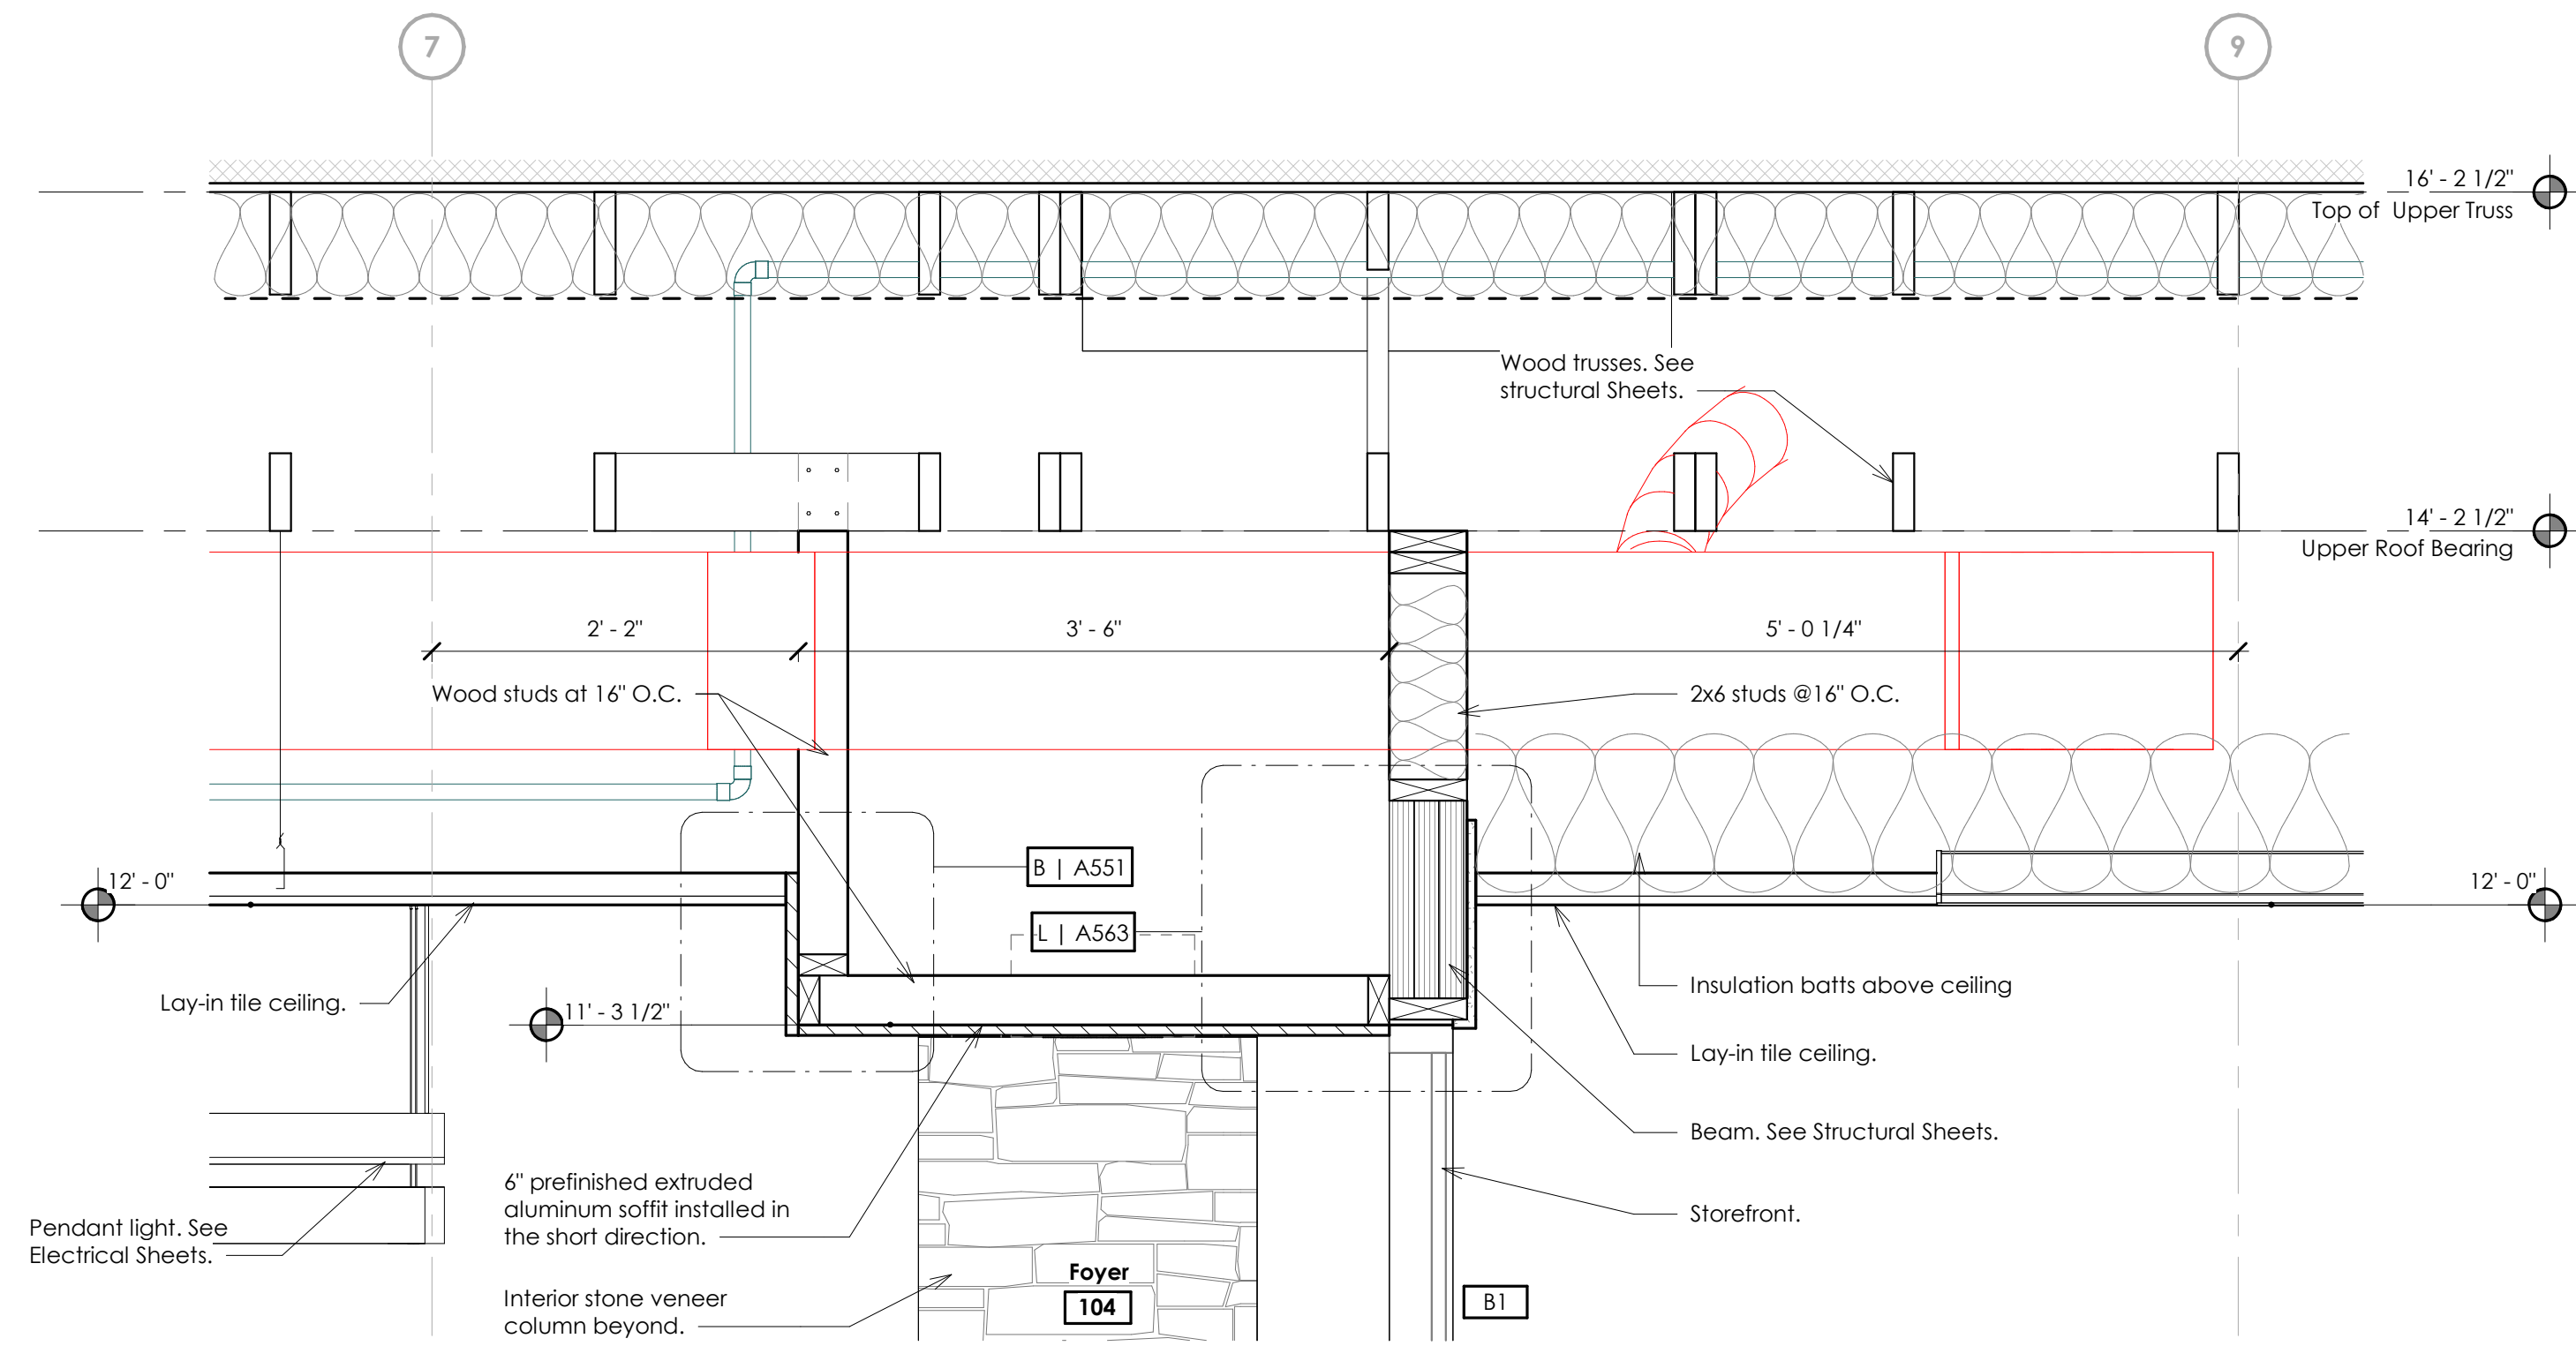 7
9
16' - 2 1/2"
Top of Upper Truss
Wood trusses. See
structural Sheets.
14' - 2 1/2"
Upper Roof Bearing
2' - 2"
3' - 6"
5' - 0 1/4"
Wood studs at 16" O.C.
2x6 studs @16" O.C.
B | A551
12' - 0"
12' - 0"
L | A563
Lay-in tile ceiling.
11' - 3 1/2"
Insulation batts above ceiling
Lay-in tile ceiling.
Beam. See Structural Sheets.
6" prefinished extruded
aluminum soffit installed in
the short direction.
Storefront.
Pendant light. See
Electrical Sheets.
Foyer
104
Interior stone veneer
column beyond.
B1